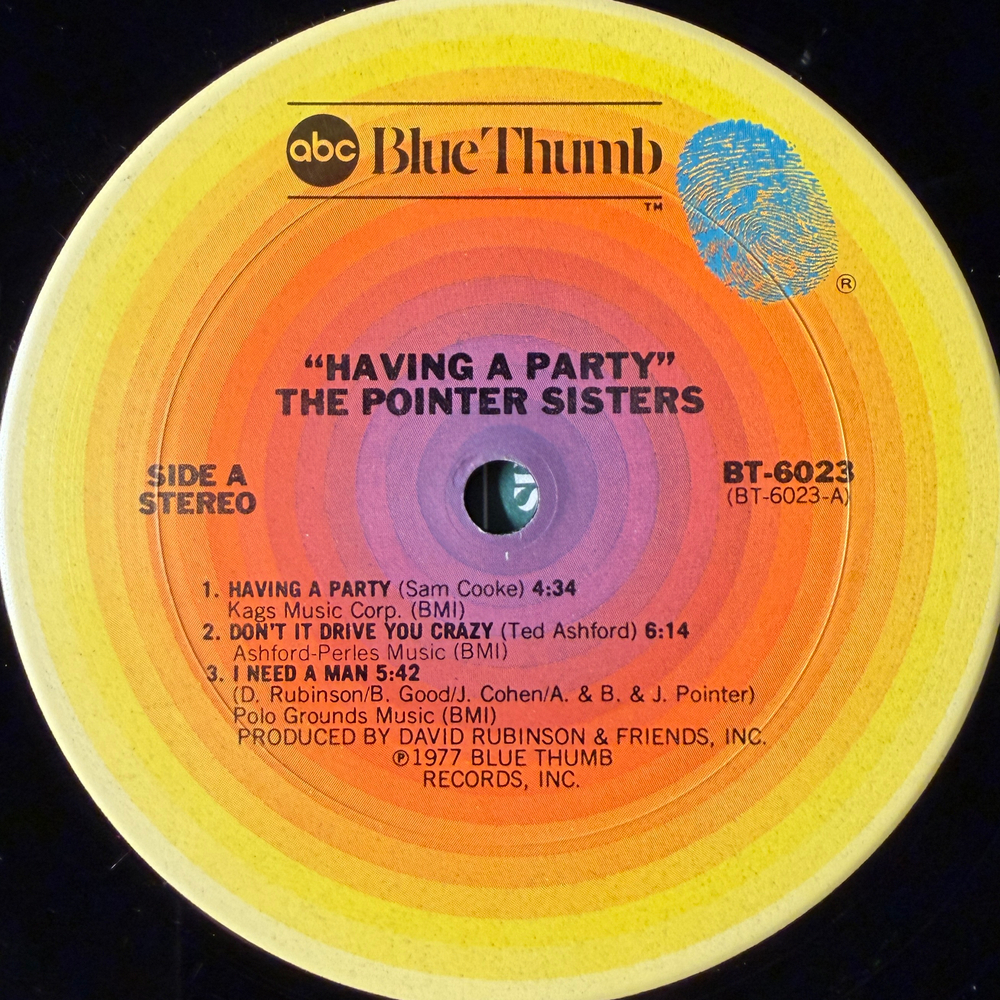 abc Blue Thumb
TM
®
“HAVING A PARTY”
THE POINTER SISTERS
SIDE A
STEREO
BT-6023
(BT-6023-A)
1. HAVING A PARTY (Sam Cooke) 4:34
Kags Music Corp. (BMI)
2. DON'T IT DRIVE YOU CRAZY (Ted Ashford) 6:14
Ashford-Perles Music (BMI)
3. I NEED A MAN 5:42
(D. Rubinson/B. Good/J. Cohen/A. & B. & J. Pointer)
Polo Grounds Music (BMI)
PRODUCED BY DAVID RUBINSON & FRIENDS, INC.
℗1977 BLUE THUMB
RECORDS, INC.